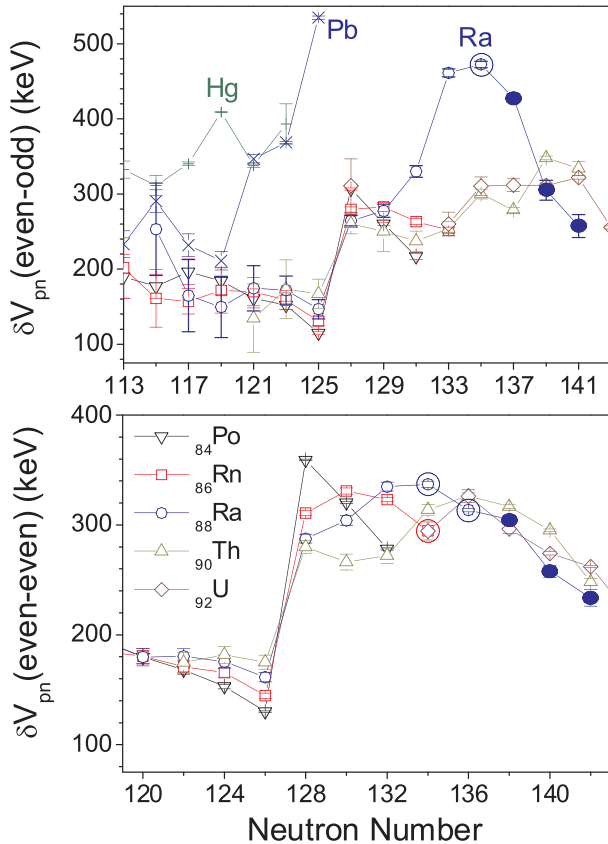 δV_pn(even-odd) (keV)
500
400
300
200
100
Hg
Pb
Ra
113 117 121 125 129 133 137 141
δV_pn(even-even) (keV)
400
300
200
100
₈₄Po
₈₆Rn
₈₈Ra
₉₀Th
₉₂U
120 124 128 132 136 140
Neutron Number